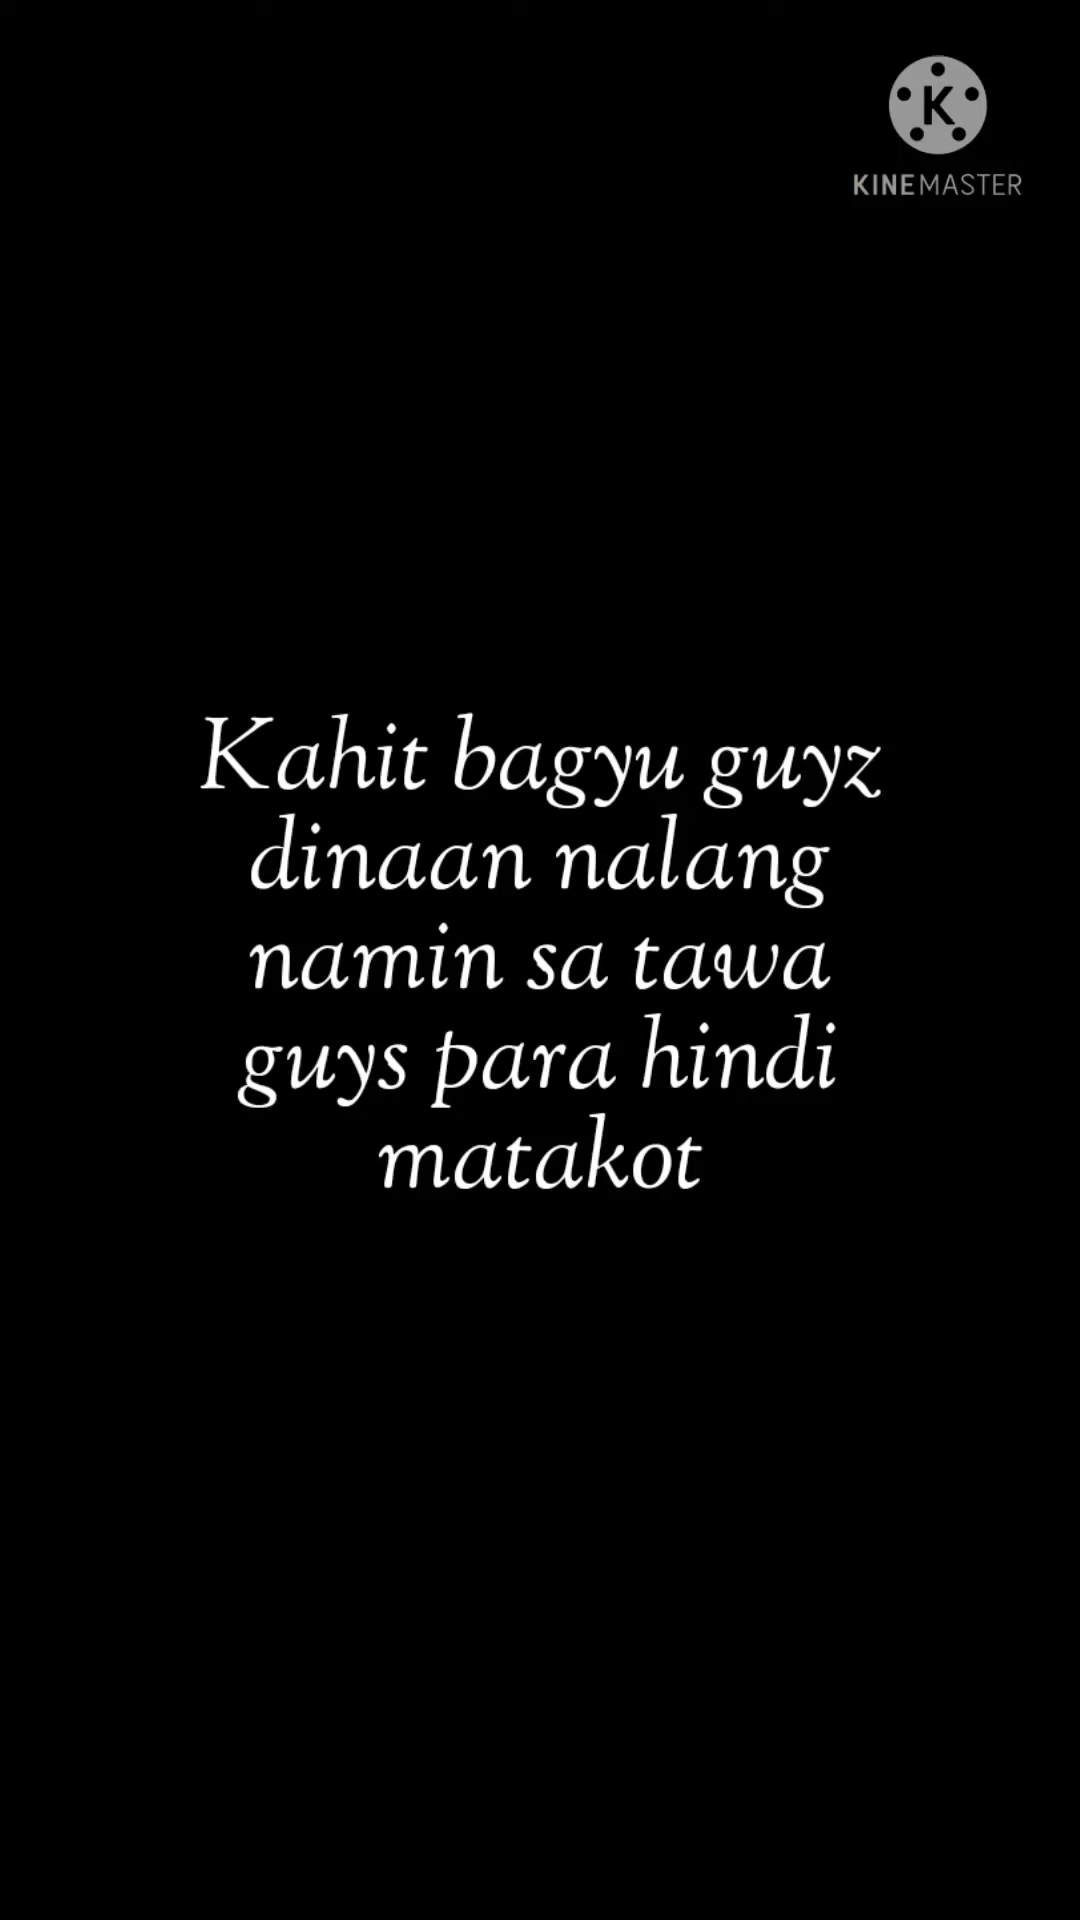 K
KINEMASTER
Kahit bagyu guyz
dinaan nalang
namin sa tawa
guys para hindi
matakot